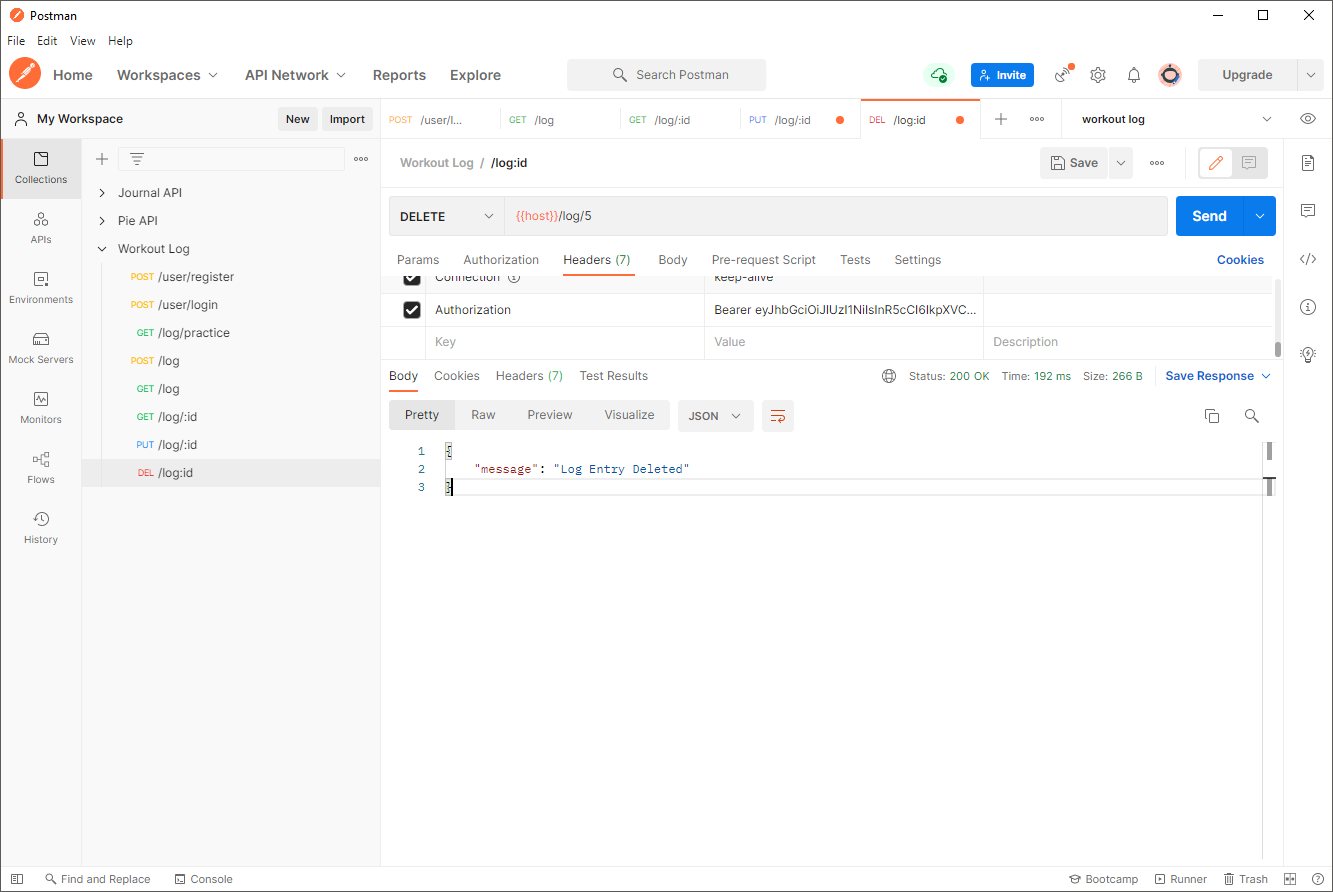 Postman
File Edit View Help
Home Workspaces API Network Reports Explore Search Postman Invite Upgrade
My Workspace New Import
POST /user/l... GET /log GET /log/:id PUT /log/:id DEL /log:id workout log
Workout Log / /log:id Save
Collections
APIs
Environments
Mock Servers
Monitors
Flows
History
Journal API
Pie API
Workout Log
POST /user/register
POST /user/login
GET /log/practice
POST /log
GET /log
GET /log/:id
PUT /log/:id
DEL /log:id
DELETE {{host}}/log/5 Send
Params Authorization Headers (7) Body Pre-request Script Tests Settings Cookies
Connection keep-alive
Authorization Bearer eyJhbGciOiJIUzI1NiIsInR5cCI6IkpXVC...
Key Value Description
Body Cookies Headers (7) Test Results Status: 200 OK Time: 192 ms Size: 266 B Save Response
Pretty Raw Preview Visualize JSON
1 {
2 "message": "Log Entry Deleted"
3 }
Find and Replace Console Bootcamp Runner Trash